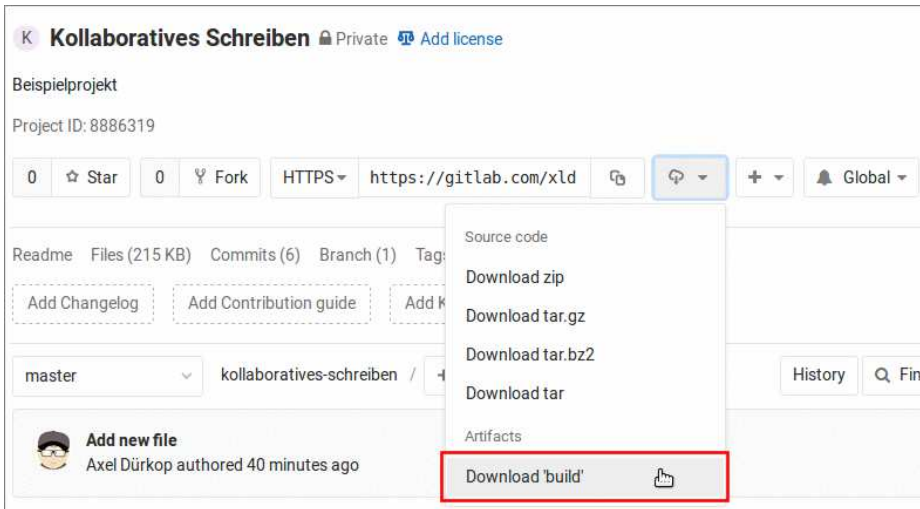 K Kollaboratives Schreiben Private Add license
Beispielprojekt
Project ID: 8886319
0 Star 0 Fork HTTPS https://gitlab.com/xld Global
Readme Files (215 KB) Commits (6) Branch (1)
Add Changelog Add Contribution guide Add
master kollaboratives-schreiben / + History
Add new file
Axel Dürkop authored 40 minutes ago
Source code
Download zip
Download tar.gz
Download tar.bz2
Download tar
Artifacts
Download 'build'